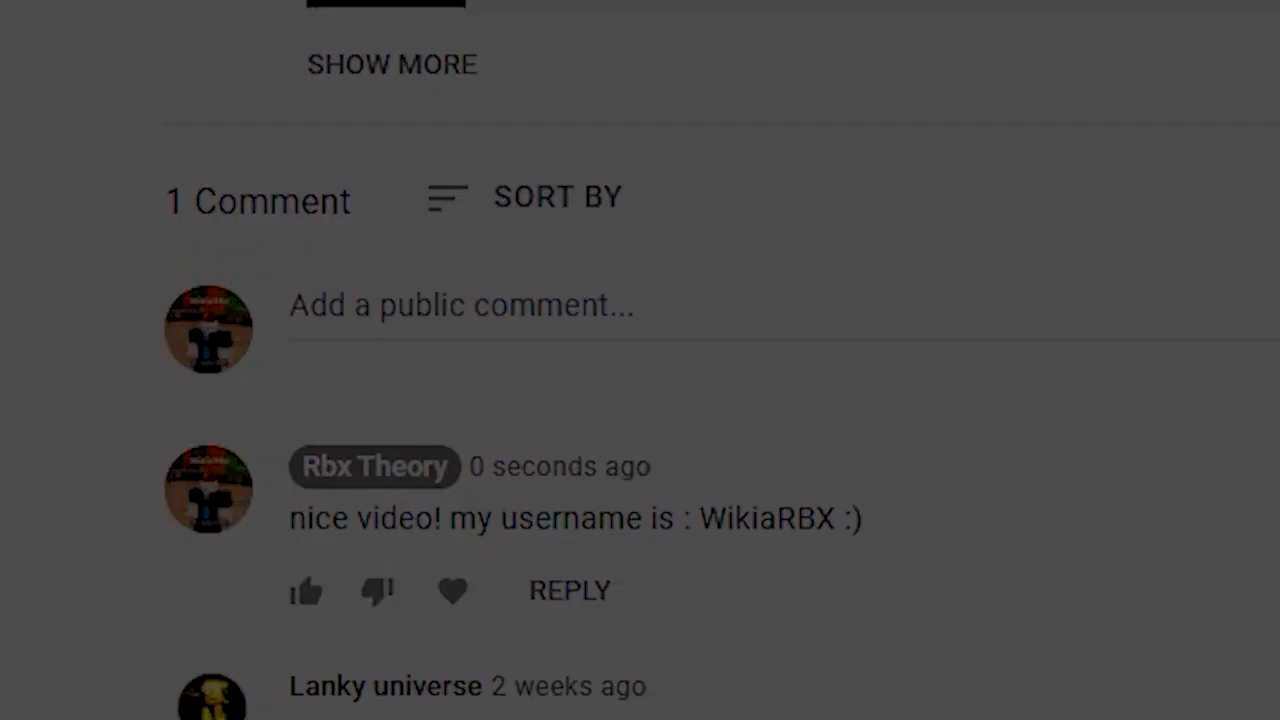 SHOW MORE
1 Comment
SORT BY
Add a public comment...
Rbx Theory 0 seconds ago
nice video! my username is : WikiaRBX :)
REPLY
Lanky universe 2 weeks ago